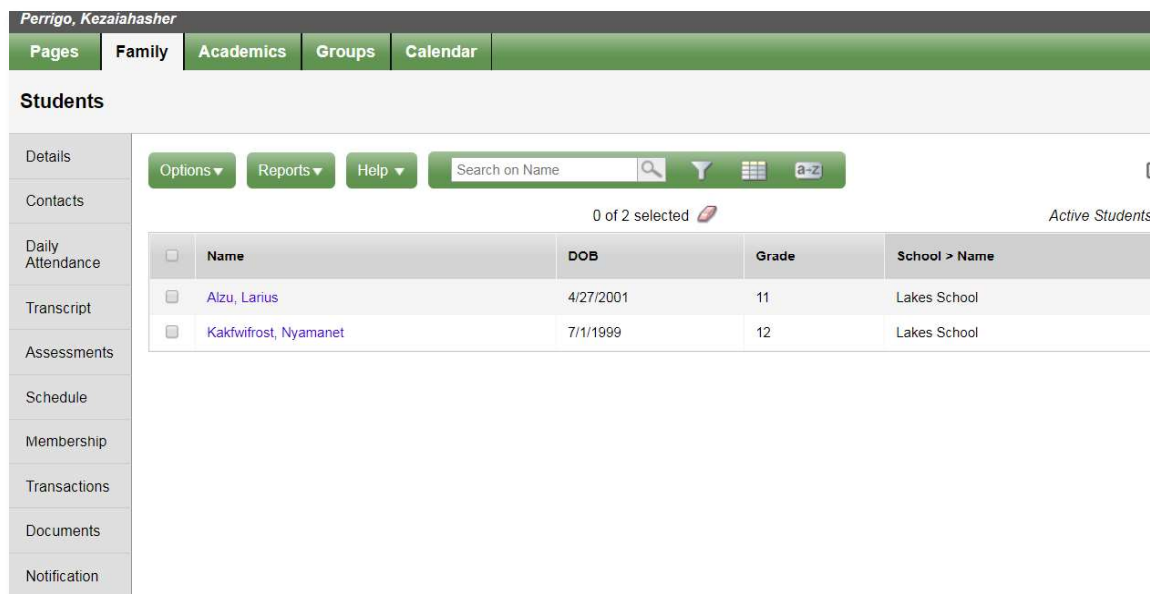 Perrigo, Kezaiahasher
Pages Family Academics Groups Calendar
Students
Details
Contacts
Daily
Attendance
Transcript
Assessments
Schedule
Membership
Transactions
Documents
Notification
Options Reports Help Search on Name a-z
0 of 2 selected Active Students
Name DOB Grade School > Name
Alzu, Larius 4/27/2001 11 Lakes School
Kakfwifrost, Nyamanet 7/1/1999 12 Lakes School